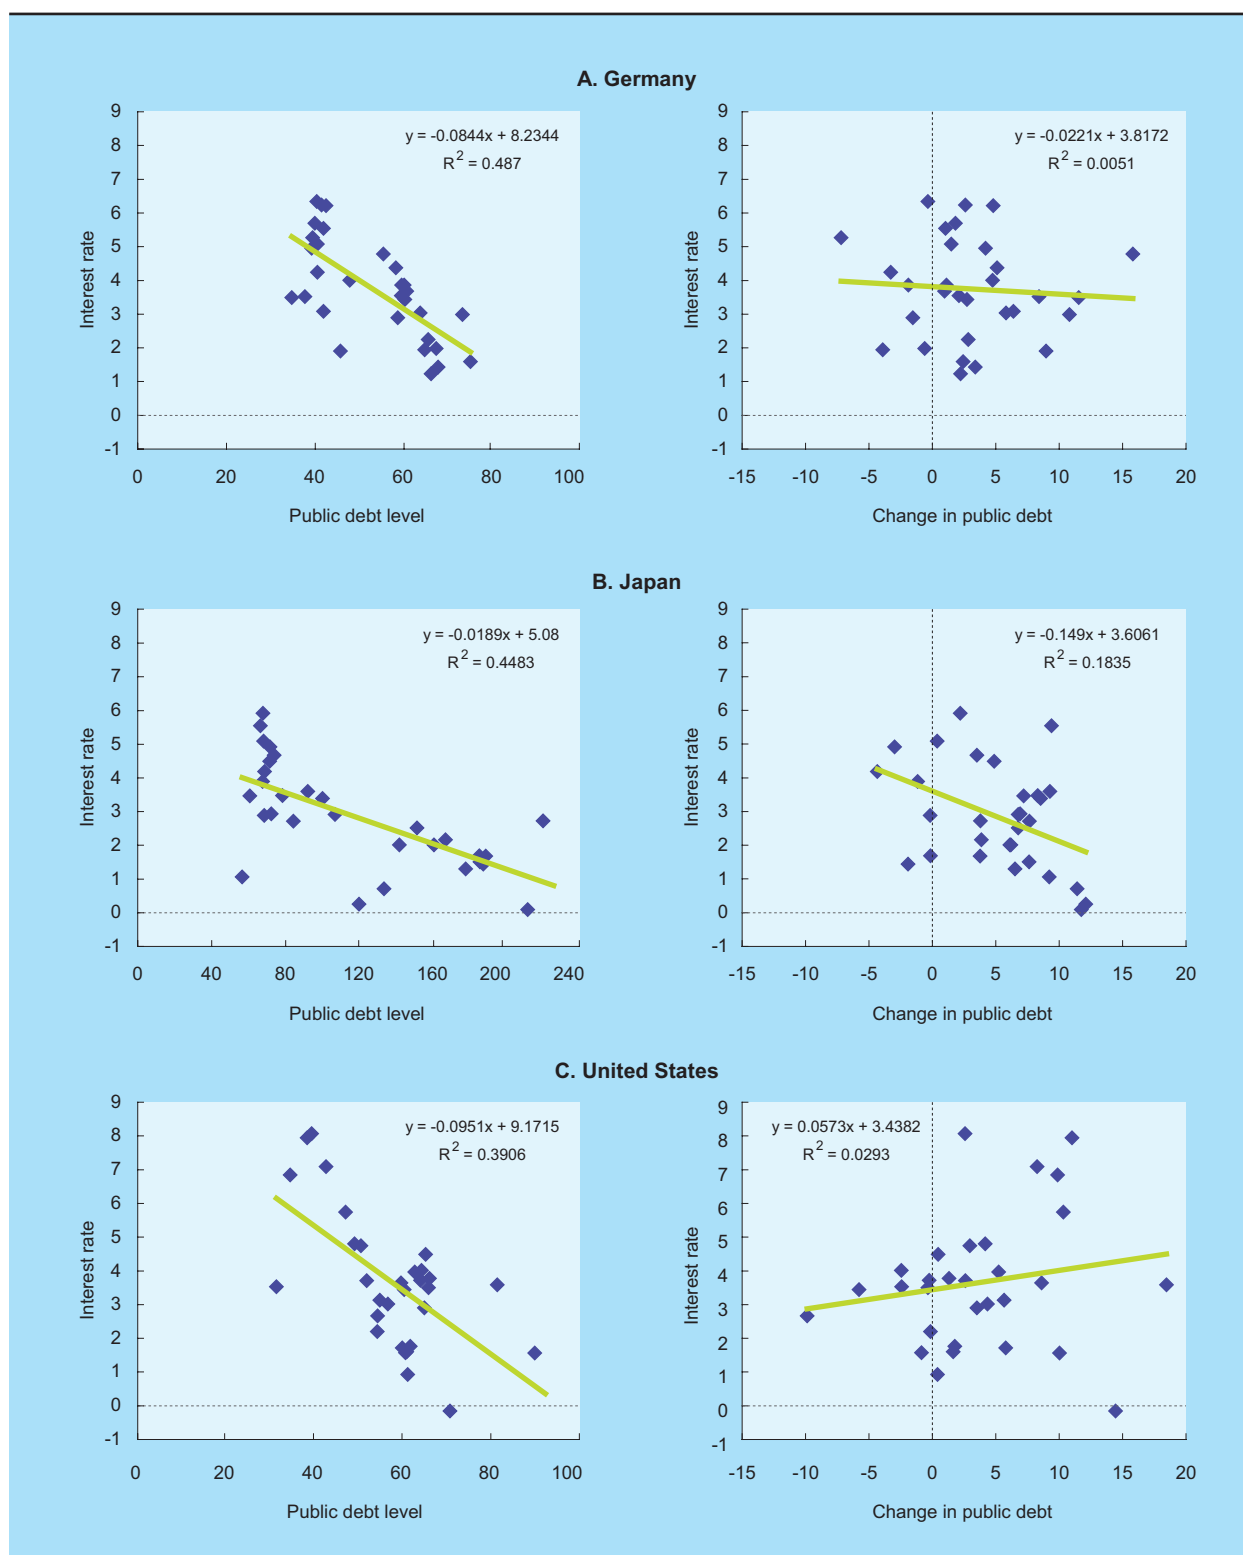 A. Germany
9
8
7
6
5
4
3
2
1
0
-1
Interest rate
y = -0.0844x + 8.2344
R² = 0.487
0 20 40 60 80 100
Public debt level
9
8
7
6
5
4
3
2
1
0
-1
Interest rate
y = -0.0221x + 3.8172
R² = 0.0051
-15 -10 -5 0 5 10 15 20
Change in public debt
B. Japan
9
8
7
6
5
4
3
2
1
0
-1
Interest rate
y = -0.0189x + 5.08
R² = 0.4483
0 40 80 120 160 200 240
Public debt level
9
8
7
6
5
4
3
2
1
0
-1
Interest rate
y = -0.149x + 3.6061
R² = 0.1835
-15 -10 -5 0 5 10 15 20
Change in public debt
C. United States
9
8
7
6
5
4
3
2
1
0
-1
Interest rate
y = -0.0951x + 9.1715
R² = 0.3906
0 20 40 60 80 100
Public debt level
9
8
7
6
5
4
3
2
1
0
-1
Interest rate
y = 0.0573x + 3.4382
R² = 0.0293
-15 -10 -5 0 5 10 15 20
Change in public debt